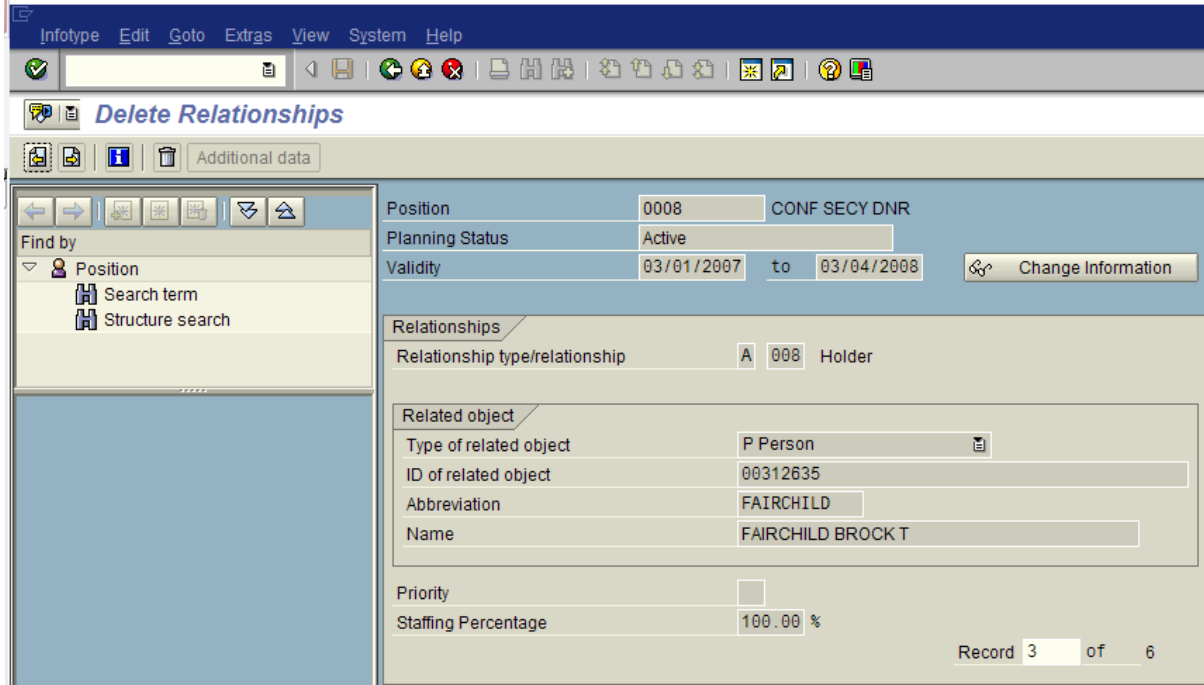 Infotype Edit Goto Extras View System Help
Delete Relationships
Additional data
Find by
Position
Search term
Structure search
Position 0008 CONF SECY DNR
Planning Status Active
Validity 03/01/2007 to 03/04/2008 Change Information
Relationships
Relationship type/relationship A 008 Holder
Related object
Type of related object P Person
ID of related object 00312635
Abbreviation FAIRCHILD
Name FAIRCHILD BROCK T
Priority
Staffing Percentage 100.00 %
Record 3 of 6